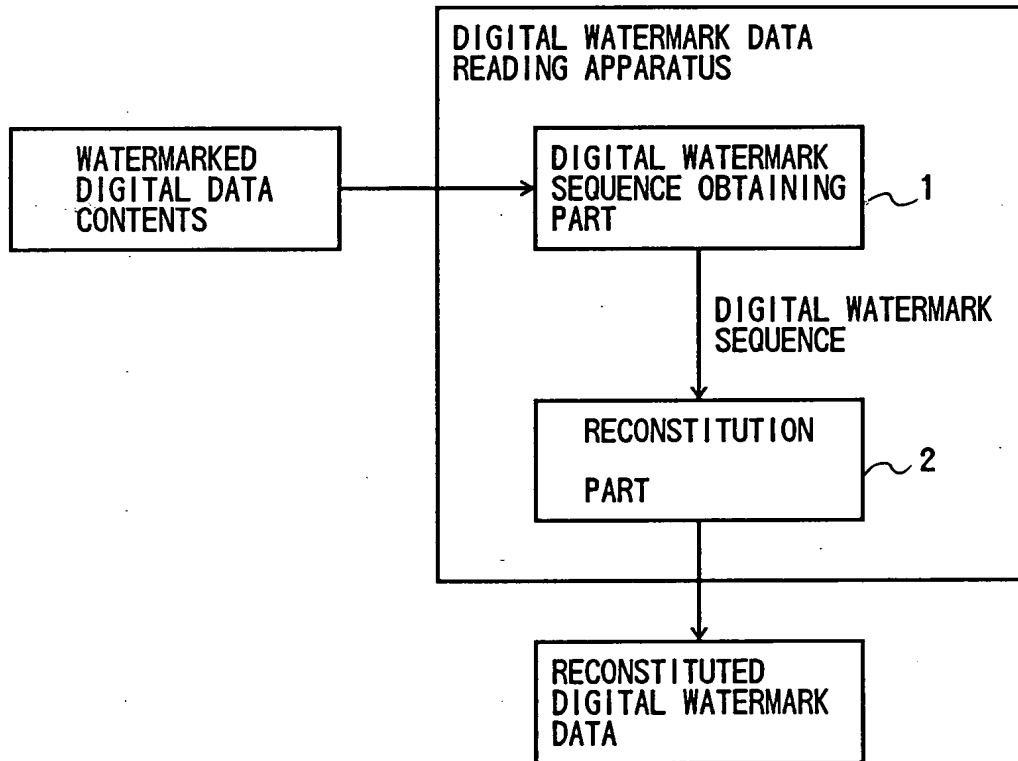 DIGITAL WATERMARK DATA
READING APPARATUS
WATERMARKED
DIGITAL DATA
CONTENTS
DIGITAL WATERMARK
SEQUENCE OBTAINING
PART
1
DIGITAL WATERMARK
SEQUENCE
RECONSTITUTION
PART
2
RECONSTITUTED
DIGITAL WATERMARK
DATA